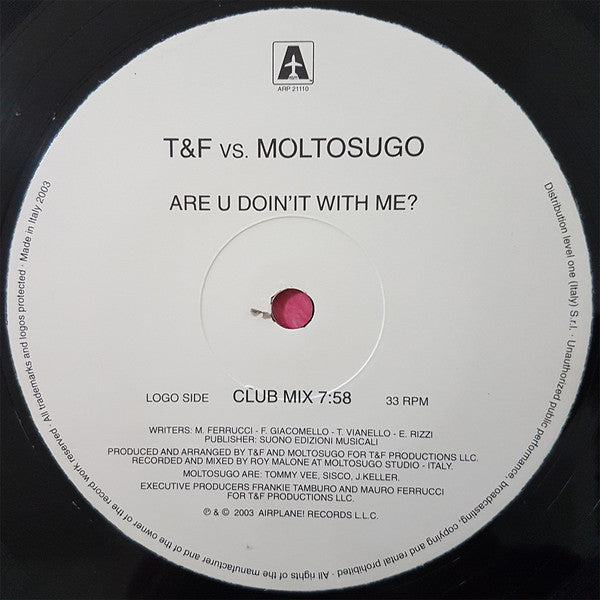 A
ARP 21110
T&F VS. MOLTOSUGO
ARE U DOIN'IT WITH ME?
LOGO SIDE CLUB MIX 7:58 33 RPM
WRITERS: M. FERRUCCI - F. GIACOMELLO - T. VIANELLO - E. RIZZI
PUBLISHER: SUONO EDIZIONI MUSICALI
PRODUCED AND ARRANGED BY T&F AND MOLTOSUGO FOR T&F PRODUCTIONS LLC.
RECORDED AND MIXED BY ROY MALONE AT MOLTOSUGO STUDIO - ITALY.
MOLTOSUGO ARE: TOMMY VEE, SISCO, J.KELLER.
EXECUTIVE PRODUCERS FRANKIE TAMBURO AND MAURO FERRUCCI
FOR T&F PRODUCTIONS LLC.
℗ & © 2003 AIRPLANE! RECORDS L.L.C.
Distribution level one (Italy) S.r.l. · Unauthorized public performance, broadcasting, copying and rental prohibited · All rights of the manufacturer and of the owner of the record work reserved · All trademarks and logos protected · Made in Italy 2003